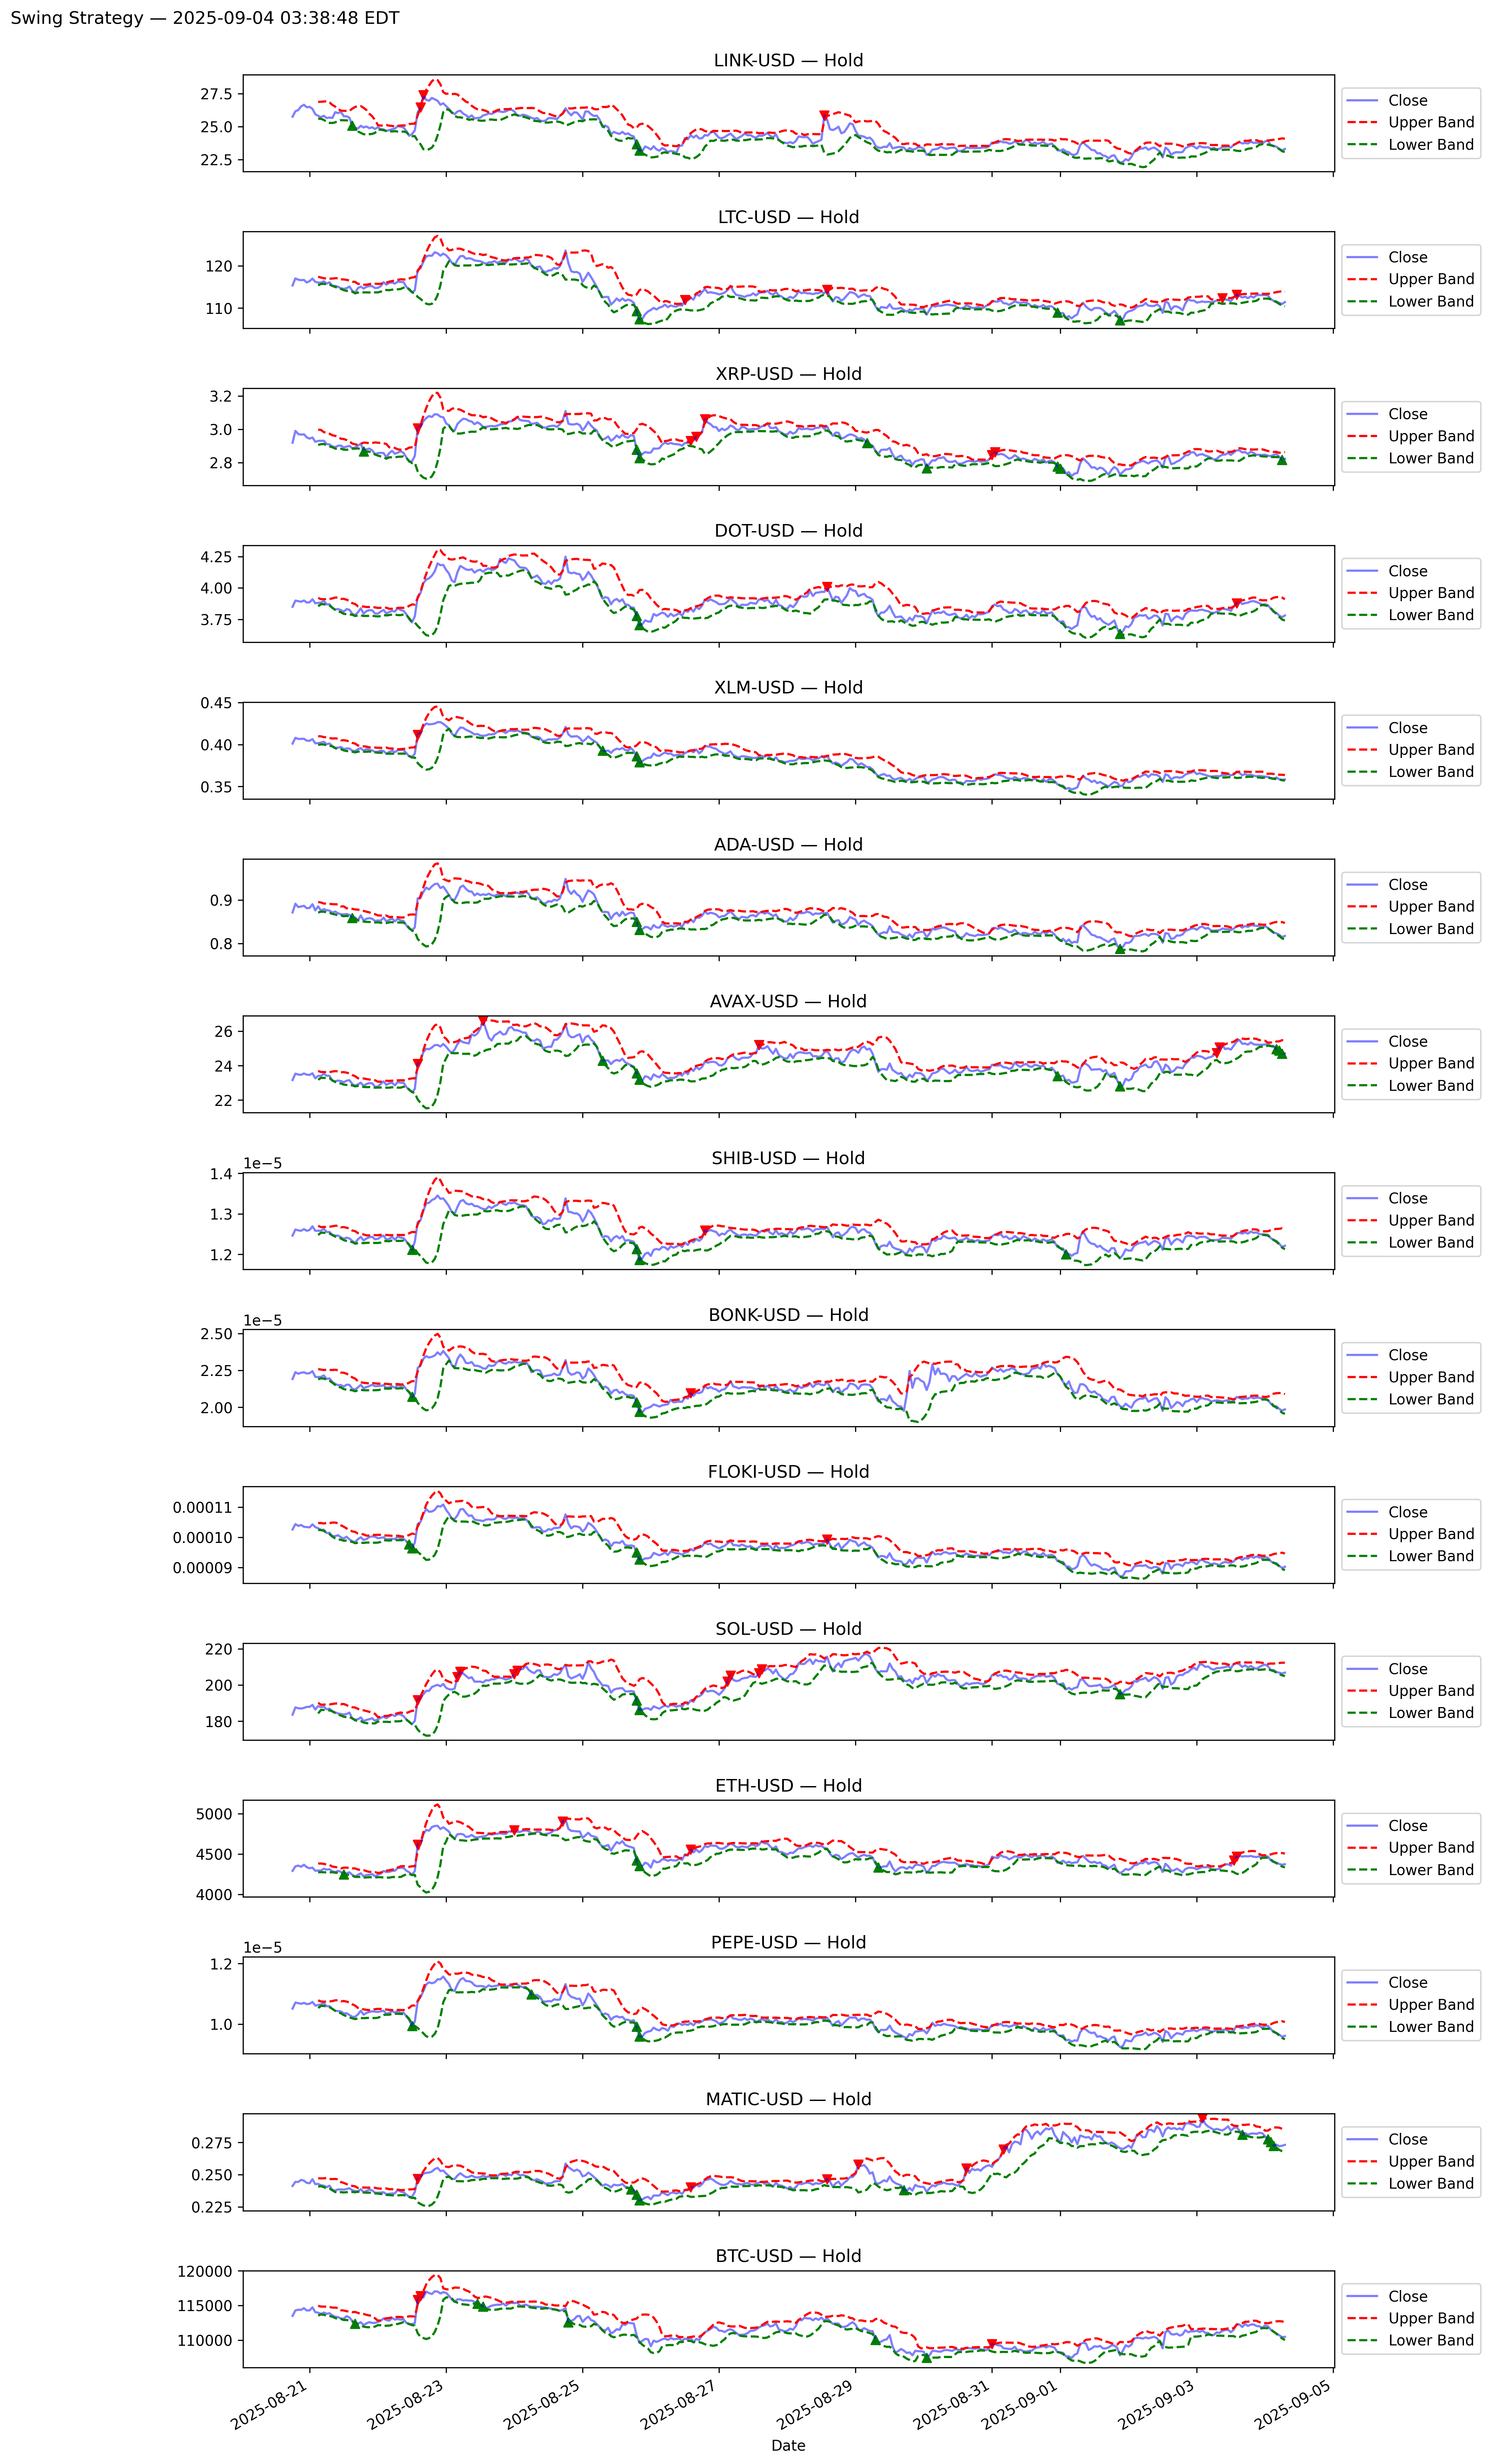 Swing Strategy — 2025-09-04 03:38:48 EDT
LINK-USD — Hold
27.5
25.0
22.5
Close
Upper Band
Lower Band
LTC-USD — Hold
120
110
Close
Upper Band
Lower Band
XRP-USD — Hold
3.2
3.0
2.8
Close
Upper Band
Lower Band
DOT-USD — Hold
4.25
4.00
3.75
Close
Upper Band
Lower Band
XLM-USD — Hold
0.45
0.40
0.35
Close
Upper Band
Lower Band
ADA-USD — Hold
0.9
0.8
Close
Upper Band
Lower Band
AVAX-USD — Hold
26
24
22
Close
Upper Band
Lower Band
SHIB-USD — Hold
1e−5
1.4
1.3
1.2
Close
Upper Band
Lower Band
BONK-USD — Hold
1e−5
2.50
2.25
2.00
Close
Upper Band
Lower Band
FLOKI-USD — Hold
0.00011
0.00010
0.00009
Close
Upper Band
Lower Band
SOL-USD — Hold
220
200
180
Close
Upper Band
Lower Band
ETH-USD — Hold
5000
4500
4000
Close
Upper Band
Lower Band
PEPE-USD — Hold
1e−5
1.2
1.0
Close
Upper Band
Lower Band
MATIC-USD — Hold
0.275
0.250
0.225
Close
Upper Band
Lower Band
BTC-USD — Hold
120000
115000
110000
Close
Upper Band
Lower Band
2025-08-21
2025-08-23
2025-08-25
2025-08-27
2025-08-29
2025-08-31
2025-09-01
2025-09-03
2025-09-05
Date